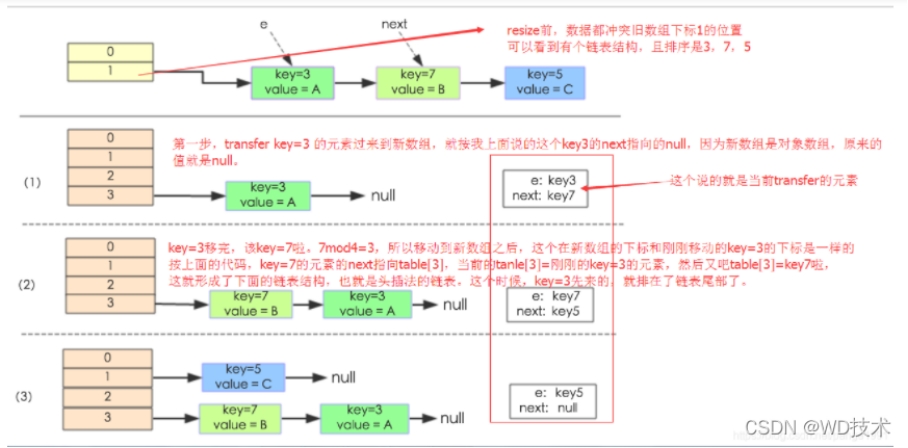 e
next
resize前，数据都冲突旧数组下标1的位置
可以看到有个链表结构，且排序是3，7，5
0
1
key=3
value = A
key=7
value = B
key=5
value = C
第一步，transfer key=3 的元素过来到新数组，就按我上面说的这个key3的next指向的null，因为新数组是对象数组，原来的
值就是null。
(1)
0
1
2
3
key=3
value = A
null
e: key3
next: key7
这个说的就是当前transfer的元素
key=3移完，该key=7啦，7mod4=3，所以移动到新数组之后，这个在新数组的下标和刚刚移动的key=3的下标是一样的
按上面的代码，key=7的元素的next指向table[3]，当前的tanle[3]=刚刚的key=3的元素，然后又吧table[3]=key7啦，
这就形成了下面的链表结构，也就是头插法的链表，这个时候，key=3先来的，就排在了链表尾部了。
(2)
0
1
2
3
key=7
value = B
key=3
value = A
null
e: key7
next: key5
(3)
0
1
2
3
key=5
value = C
null
key=7
value = B
key=3
value = A
null
e: key5
next: null
CSDN @WD技术